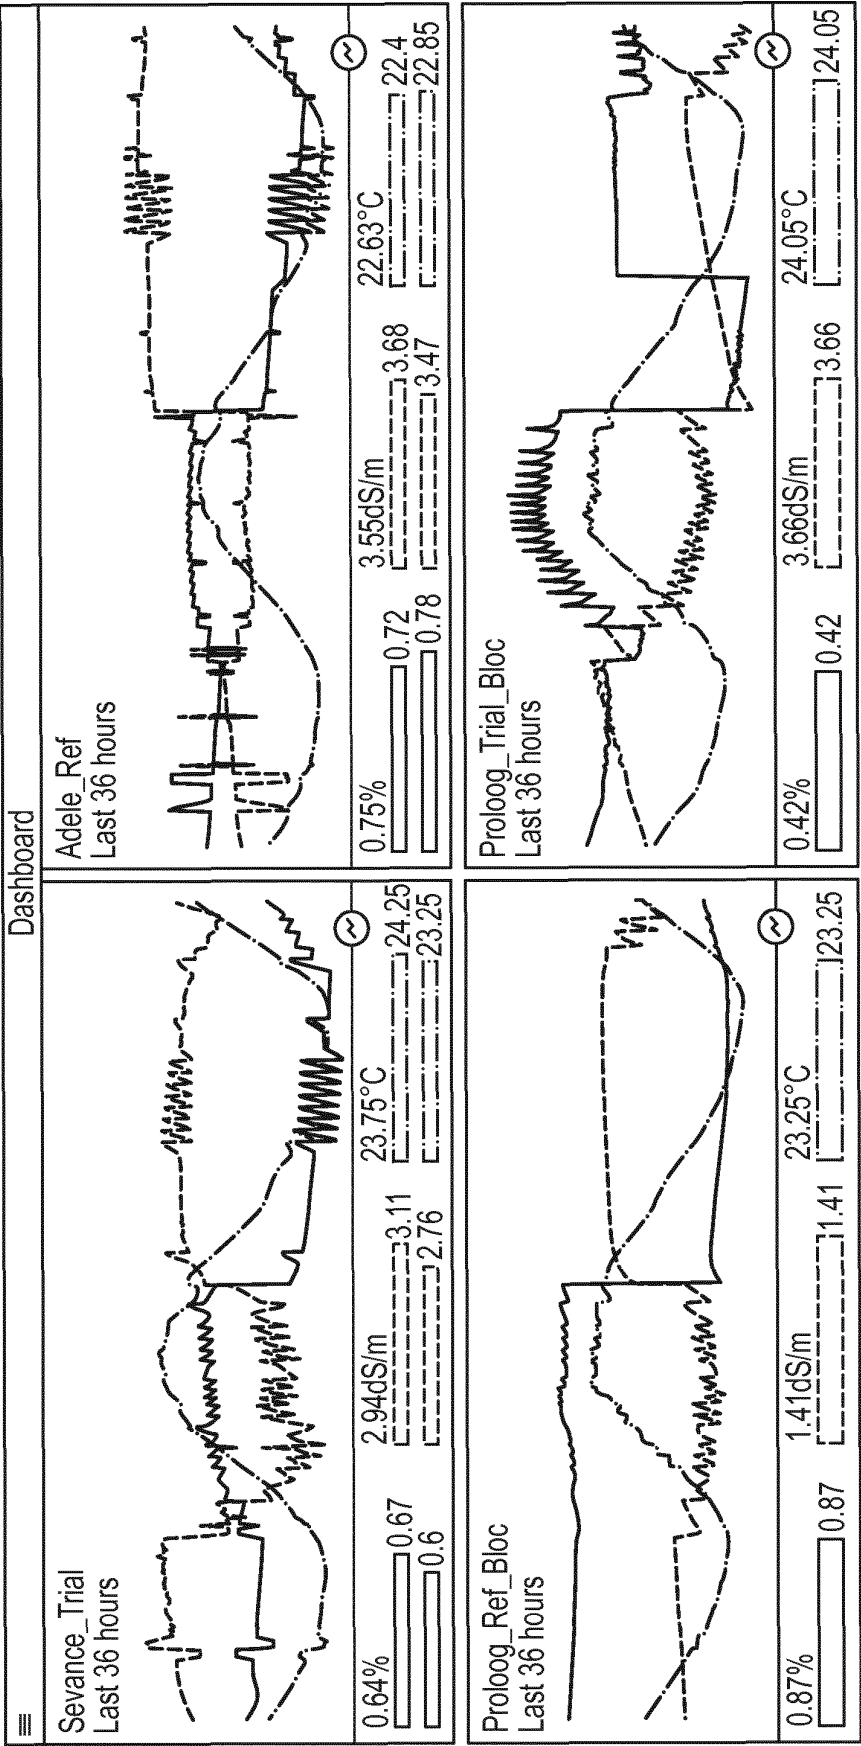 Dashboard
Sevance_Trial
Last 36 hours
0.64% 2.94dS/m 23.75°C
0.67 3.11 24.25
0.6 2.76 23.25
Adele_Ref
Last 36 hours
0.75% 3.55dS/m 22.63°C
0.72 3.68 22.4
0.78 3.47 22.85
Proloog_Ref_Bloc
Last 36 hours
0.87% 1.41dS/m 23.25°C
0.87 1.41 23.25
Proloog_Trial_Bloc
Last 36 hours
0.42% 3.66dS/m 24.05°C
0.42 3.66 24.05